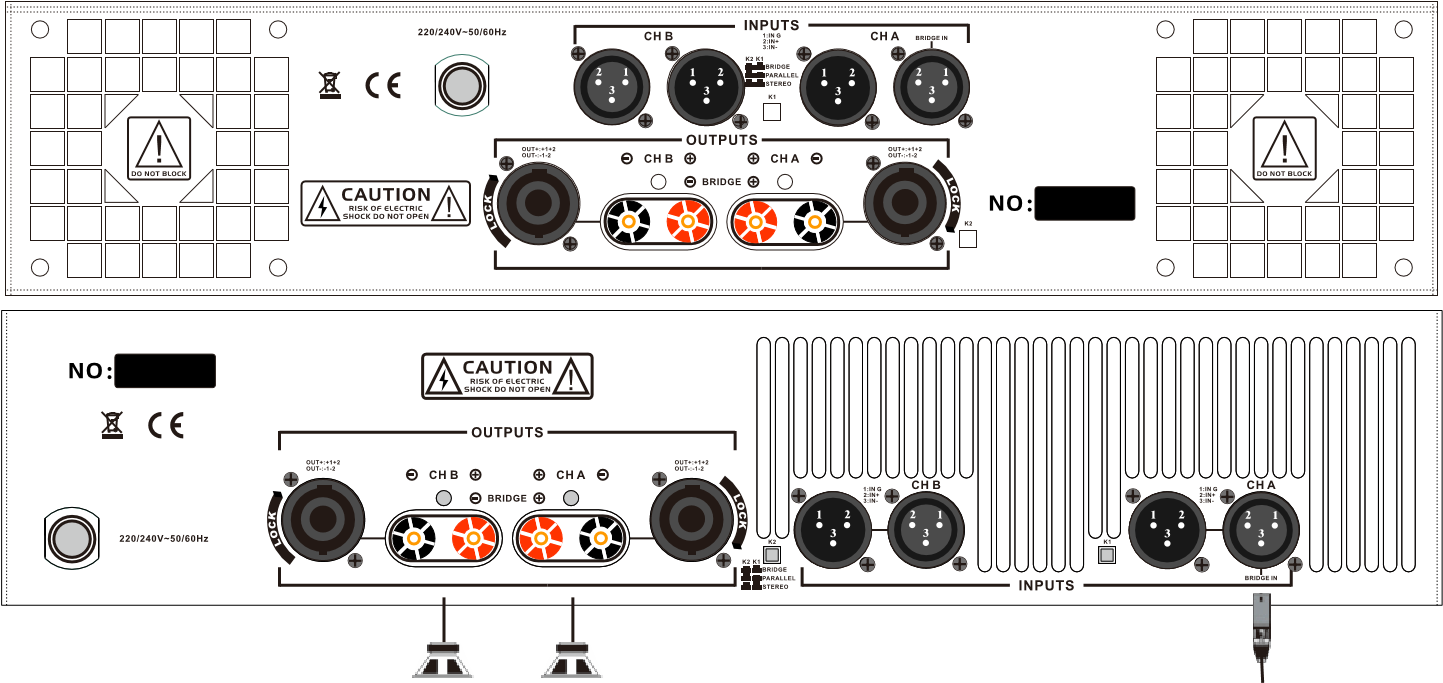 220/240V~50/60Hz
INPUTS
CH B
1:IN G
2:IN+
3:IN-
CH A
BRIDGE IN
K2 K1
BRIDGE
PARALLEL
STEREO
K1
2 1
3
1 2
3
1 2
3
2 1
3
CE
DO NOT BLOCK
DO NOT BLOCK
OUTPUTS
OUT+:+1+2
OUT-:-1-2
CH B
CH A
OUT+:+1+2
OUT-:-1-2
BRIDGE
LOCK
LOCK
CAUTION
RISK OF ELECTRIC
SHOCK DO NOT OPEN
NO:
K2
NO:
CAUTION
RISK OF ELECTRIC
SHOCK DO NOT OPEN
CE
OUTPUTS
OUT+:+1+2
OUT-:-1-2
CH B
CH A
OUT+:+1+2
OUT-:-1-2
BRIDGE
LOCK
LOCK
220/240V~50/60Hz
1:IN G
2:IN+
3:IN-
CH B
1:IN G
2:IN+
3:IN-
CH A
1 2
3
2 1
3
1 2
3
2 1
3
K2
K1
K2 K1
BRIDGE
PARALLEL
STEREO
INPUTS
BRIDGE IN